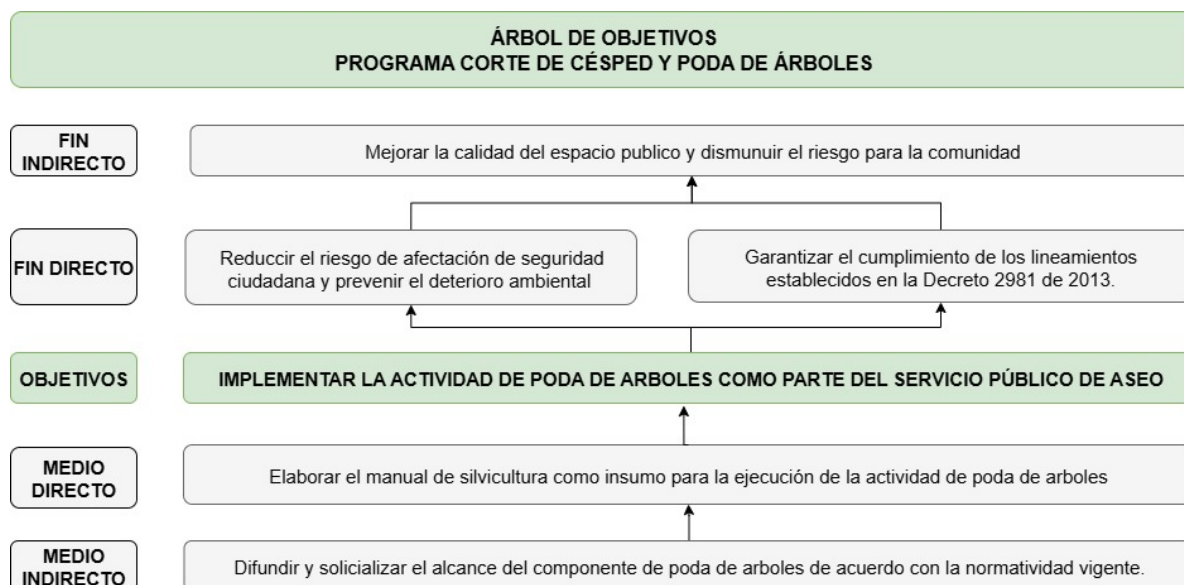 ÁRBOL DE OBJETIVOS
PROGRAMA CORTE DE CÉSPED Y PODA DE ÁRBOLES
FIN
INDIRECTO
Mejorar la calidad del espacio publico y dismunuir el riesgo para la comunidad
FIN DIRECTO
Reduccir el riesgo de afectación de seguridad
ciudadana y prevenir el deterioro ambiental
Garantizar el cumplimiento de los lineamientos
establecidos en la Decreto 2981 de 2013.
OBJETIVOS
IMPLEMENTAR LA ACTIVIDAD DE PODA DE ARBOLES COMO PARTE DEL SERVICIO PÚBLICO DE ASEO
MEDIO
DIRECTO
Elaborar el manual de silvicultura como insumo para la ejecución de la actividad de poda de arboles
MEDIO
INDIRECTO
Difundir y solicializar el alcance del componente de poda de arboles de acuerdo con la normatividad vigente.